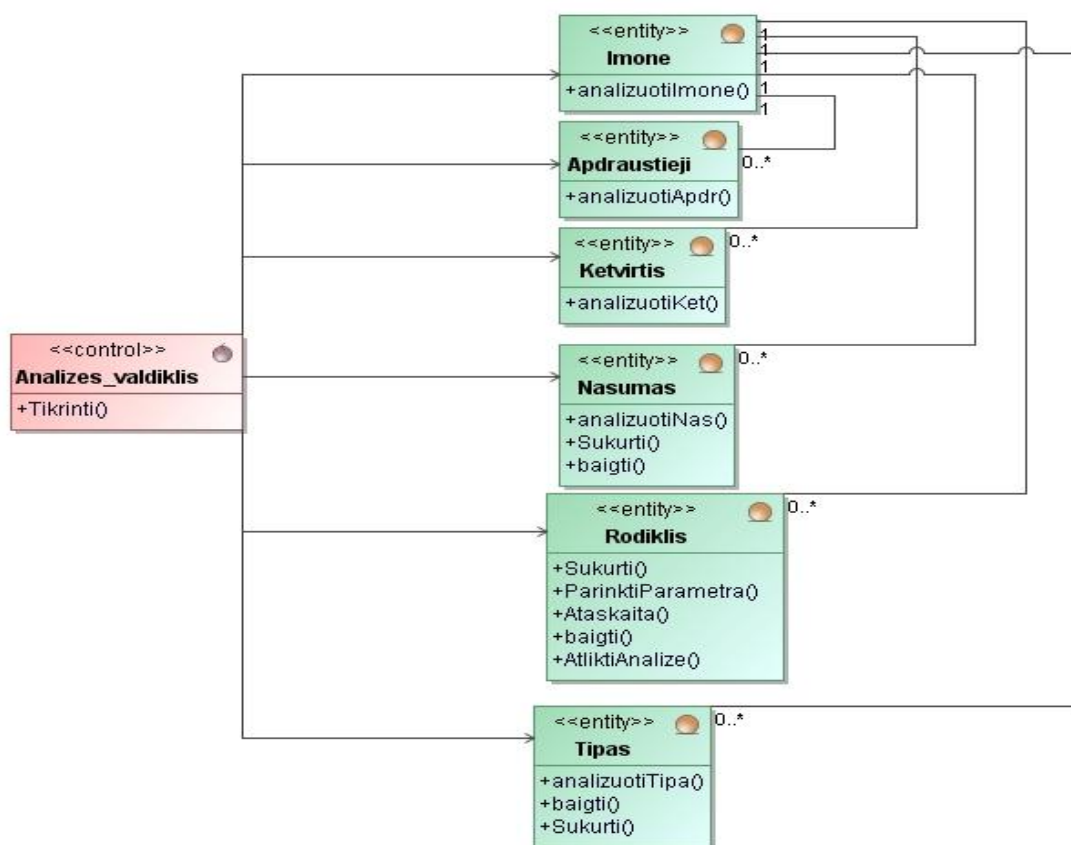 <<entity>>
Imone
+analizuotiImone()
1
1
1
1
1
<<entity>>
Apdraustieji
+analizuotiApdr()
0..*
<<entity>>
Ketvirtis
+analizuotiKet()
0..*
<<control>>
Analizes_valdiklis
+Tikrinti()
<<entity>>
Nasumas
+analizuotiNas()
+Sukurti()
+baigti()
0..*
<<entity>>
Rodiklis
+Sukurti()
+ParinktiParametra()
+Ataskaita()
+baigti()
+AtliktiAnalize()
0..*
<<entity>>
Tipas
+analizuotiTipa()
+baigti()
+Sukurti()
0..*